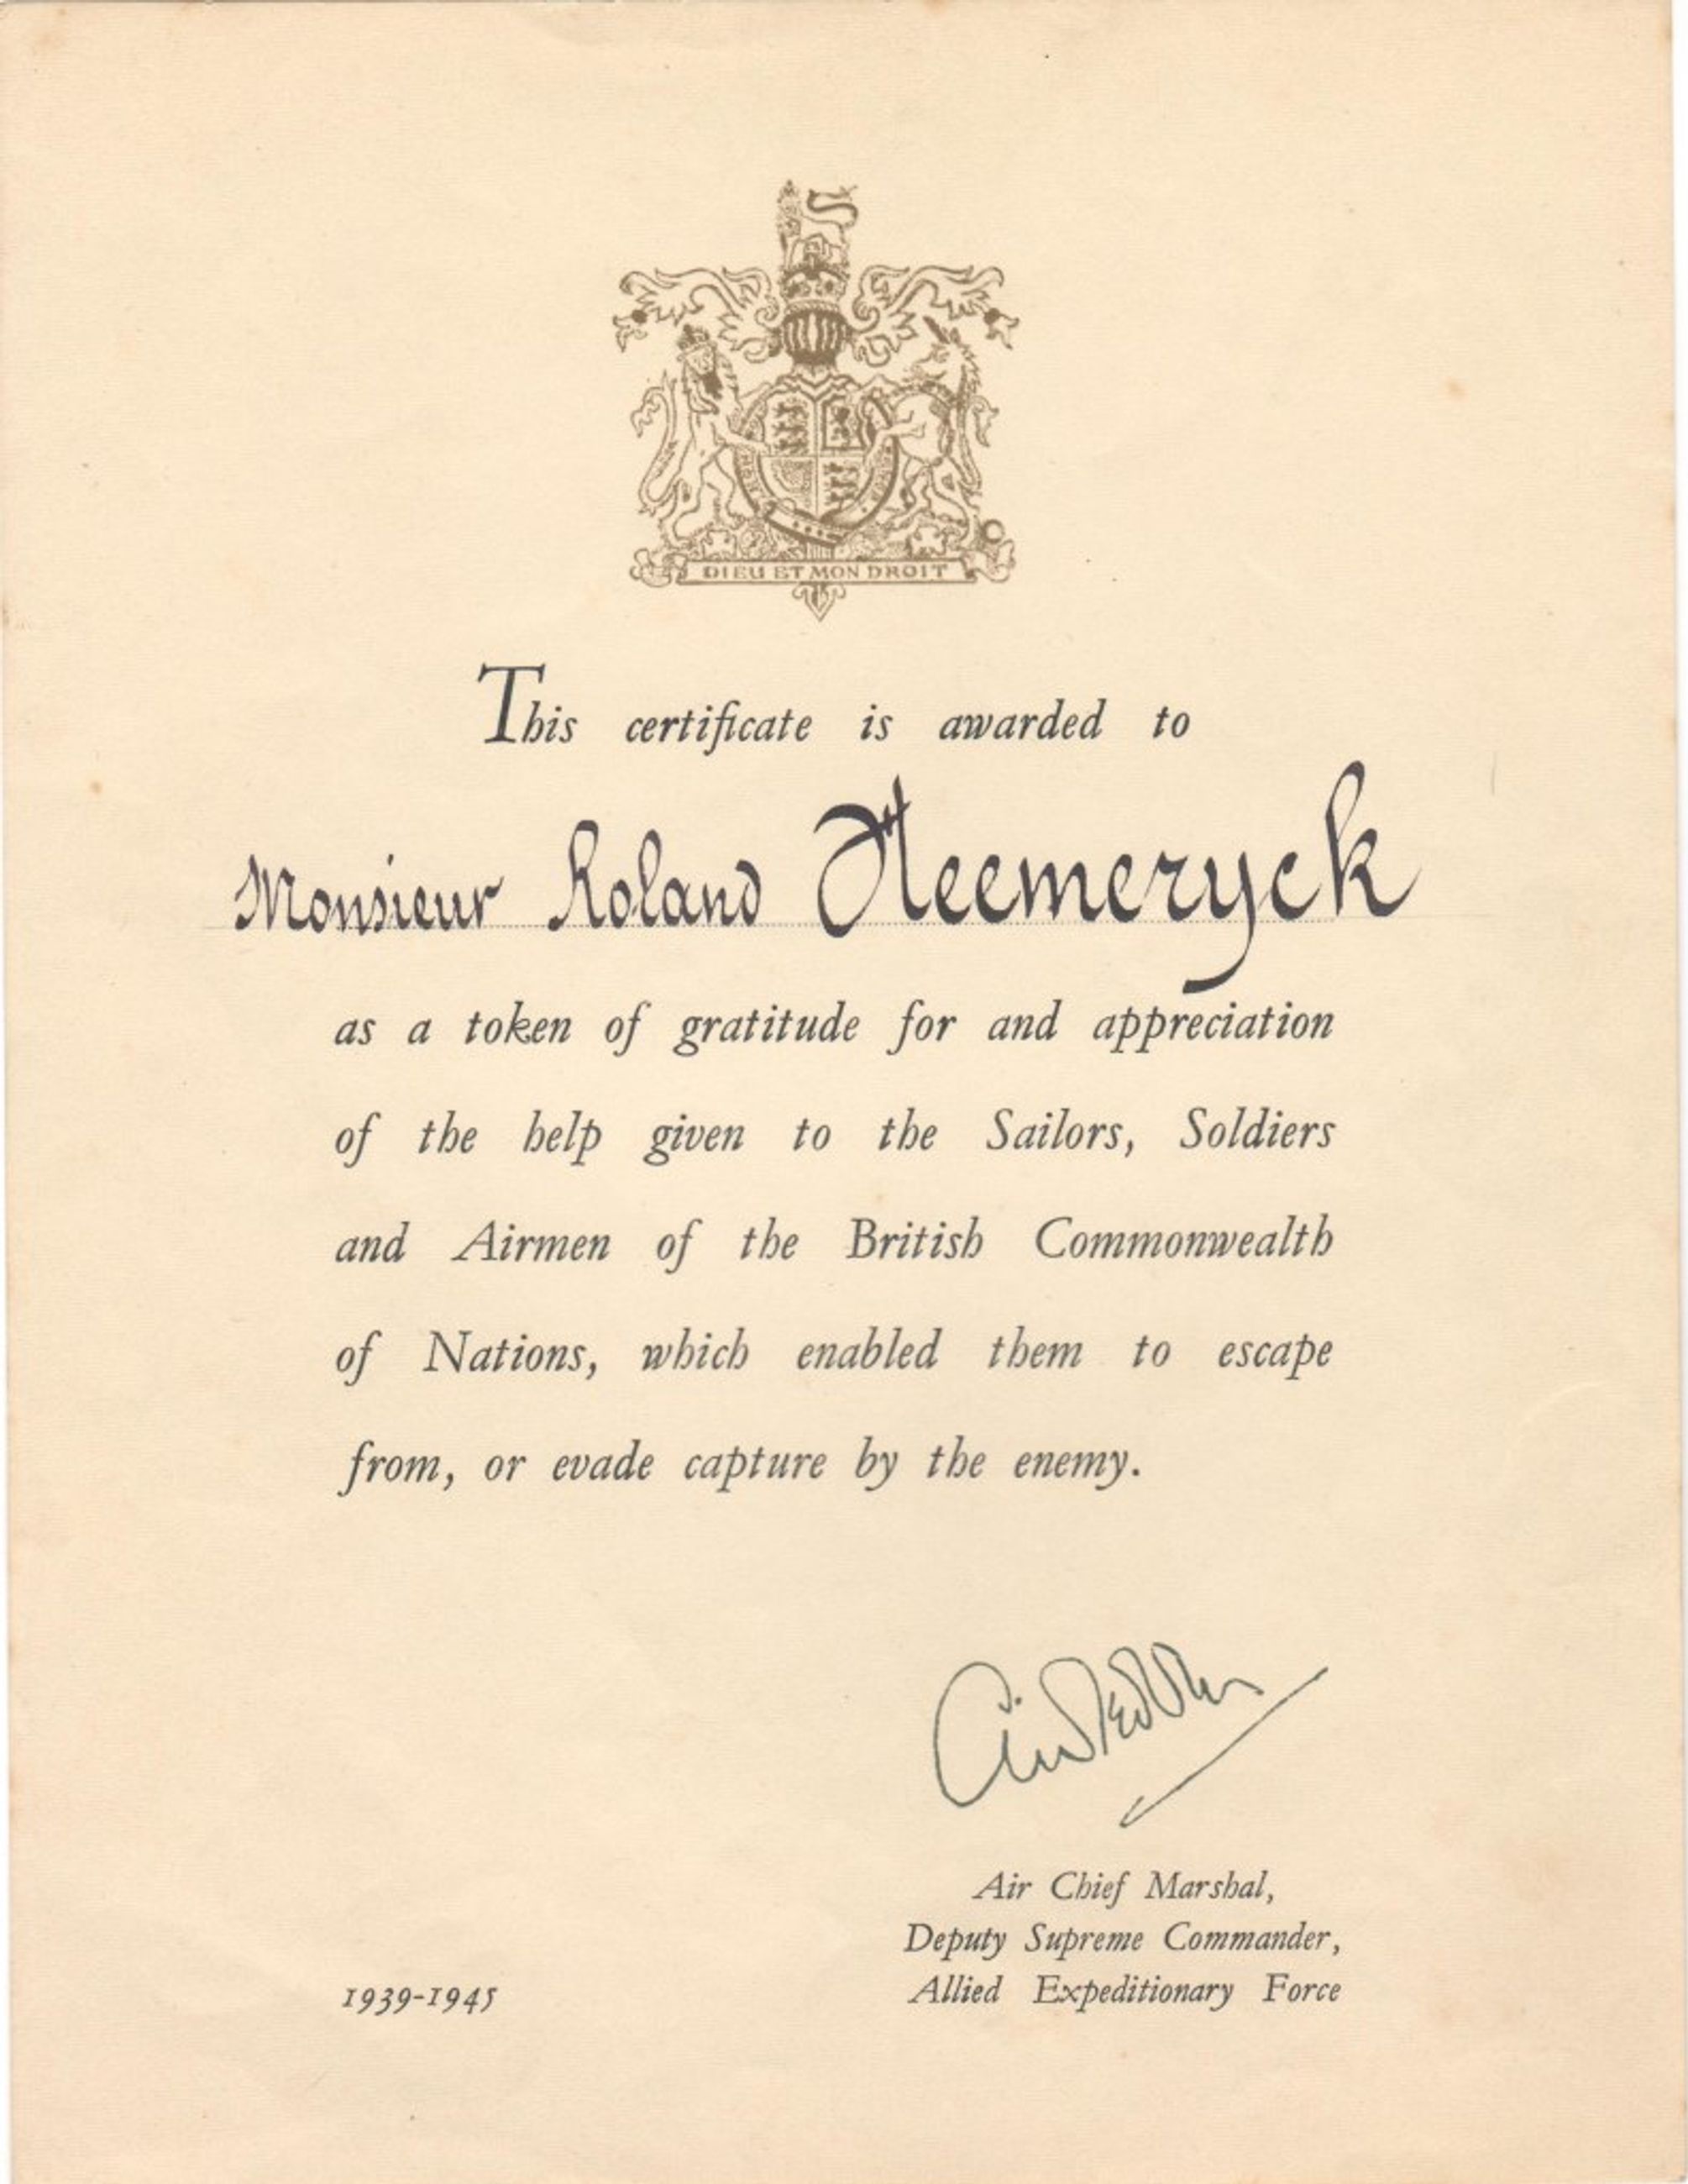 DIEU ET MON DROIT
This certificate is awarded to
Monsieur Roland Heemeryck
as a token of gratitude for and appreciation
of the help given to the Sailors, Soldiers
and Airmen of the British Commonwealth
of Nations, which enabled them to escape
from, or evade capture by the enemy.
Air Chief Marshal,
Deputy Supreme Commander,
Allied Expeditionary Force
1939-1945